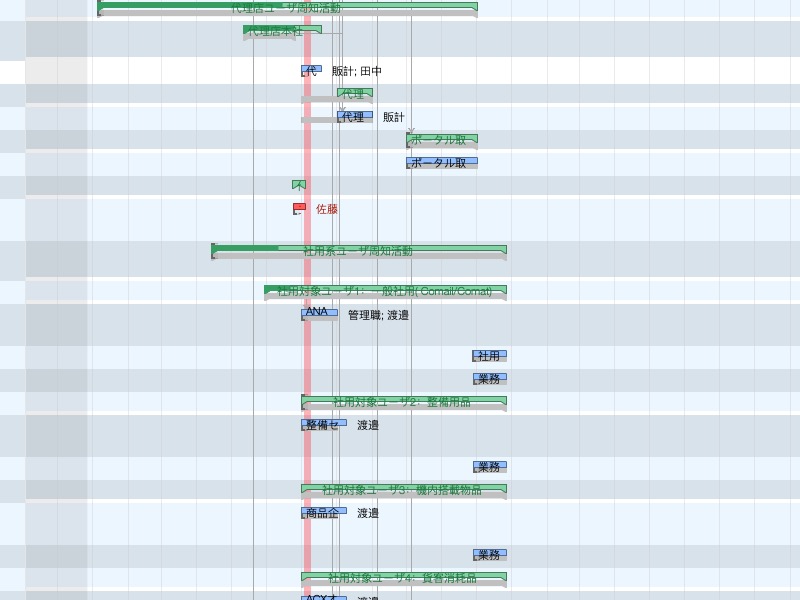 代理店ユーザ周知活動
代理店本社
代 販計; 田中
代理
代理 販計
ポータル取
ポータル取
佐藤
社用系ユーザ周知活動
社用対象ユーザ1: 一般社用( Comail/Comat)
ANA 管理職; 渡邉
社用
業務
社用対象ユーザ2: 整備用品
整備セ 渡邉
業務
社用対象ユーザ3: 機内搭載物品
商品企 渡邉
業務
社用対象ユーザ4: 貨客消耗品
ACXオ 渡邉